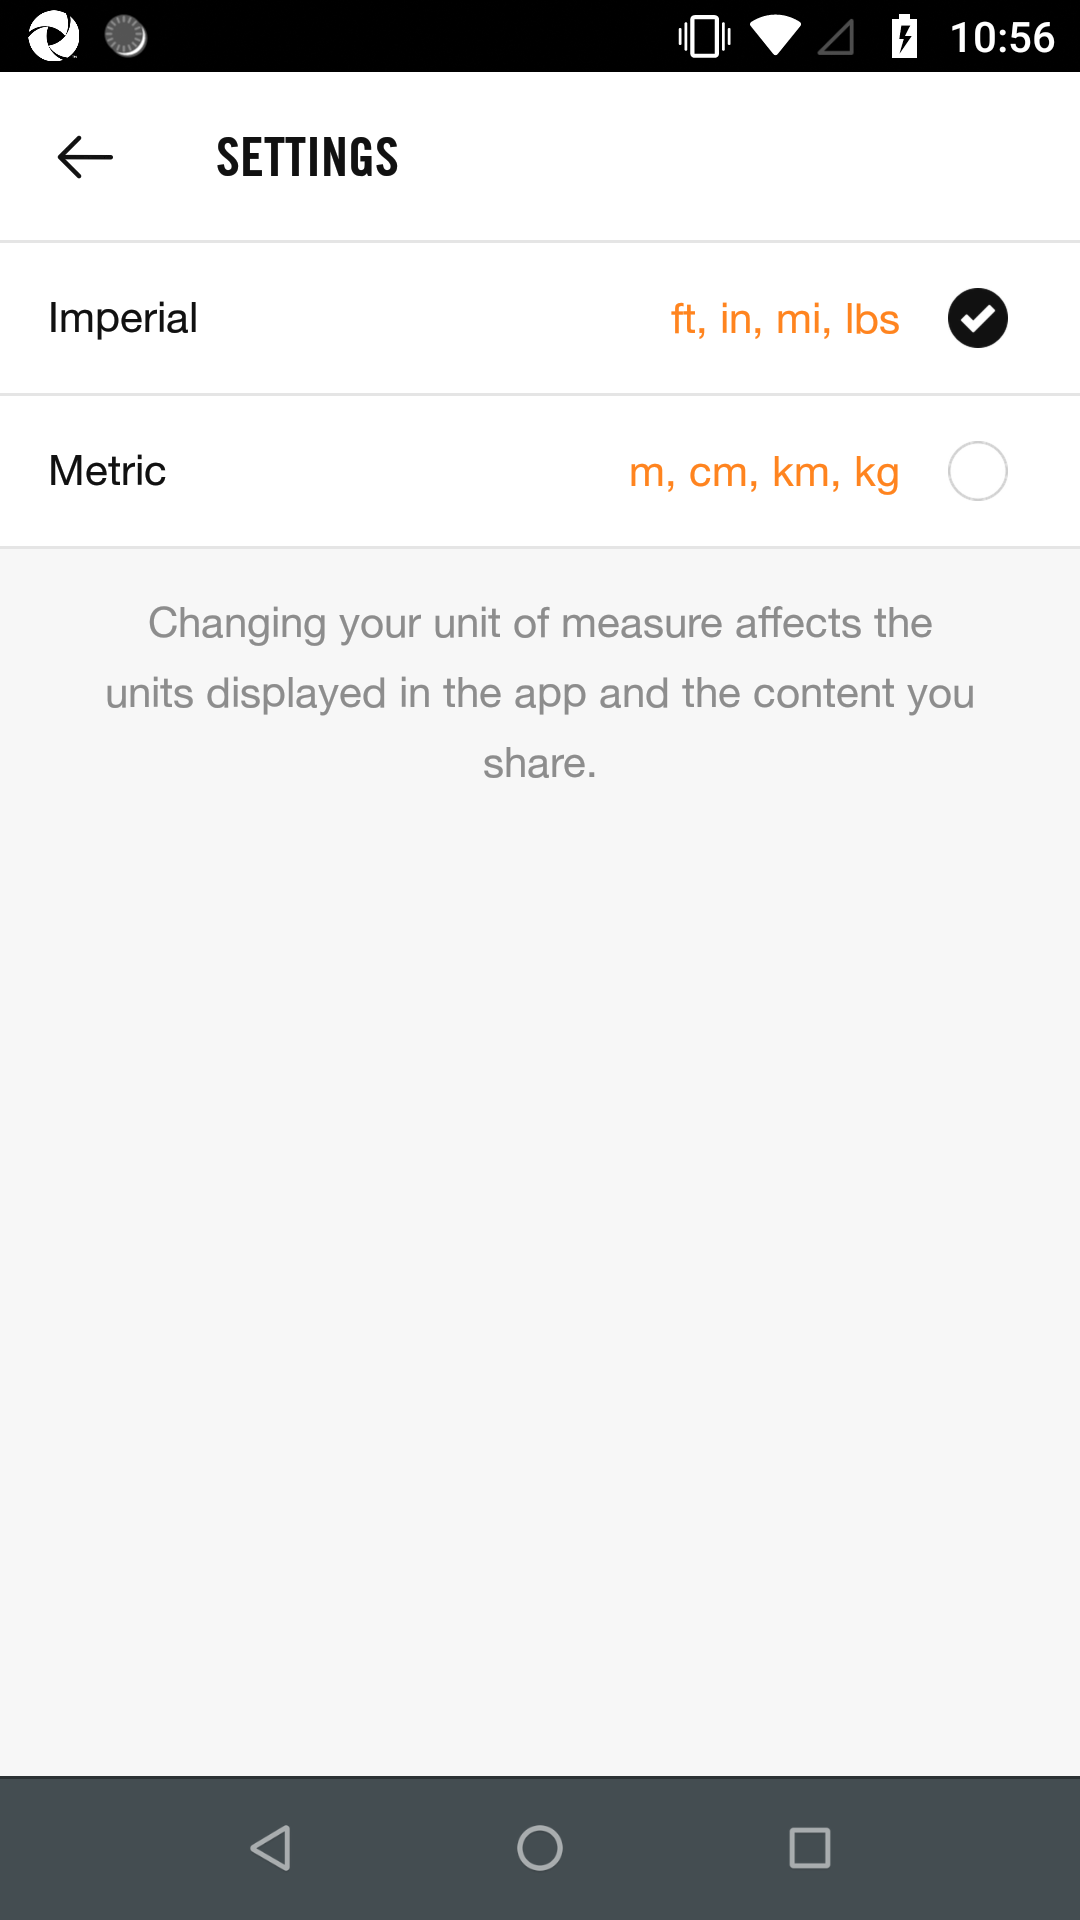 10:56
SETTINGS
Imperial ft, in, mi, lbs
Metric m, cm, km, kg
Changing your unit of measure affects the
units displayed in the app and the content you
share.